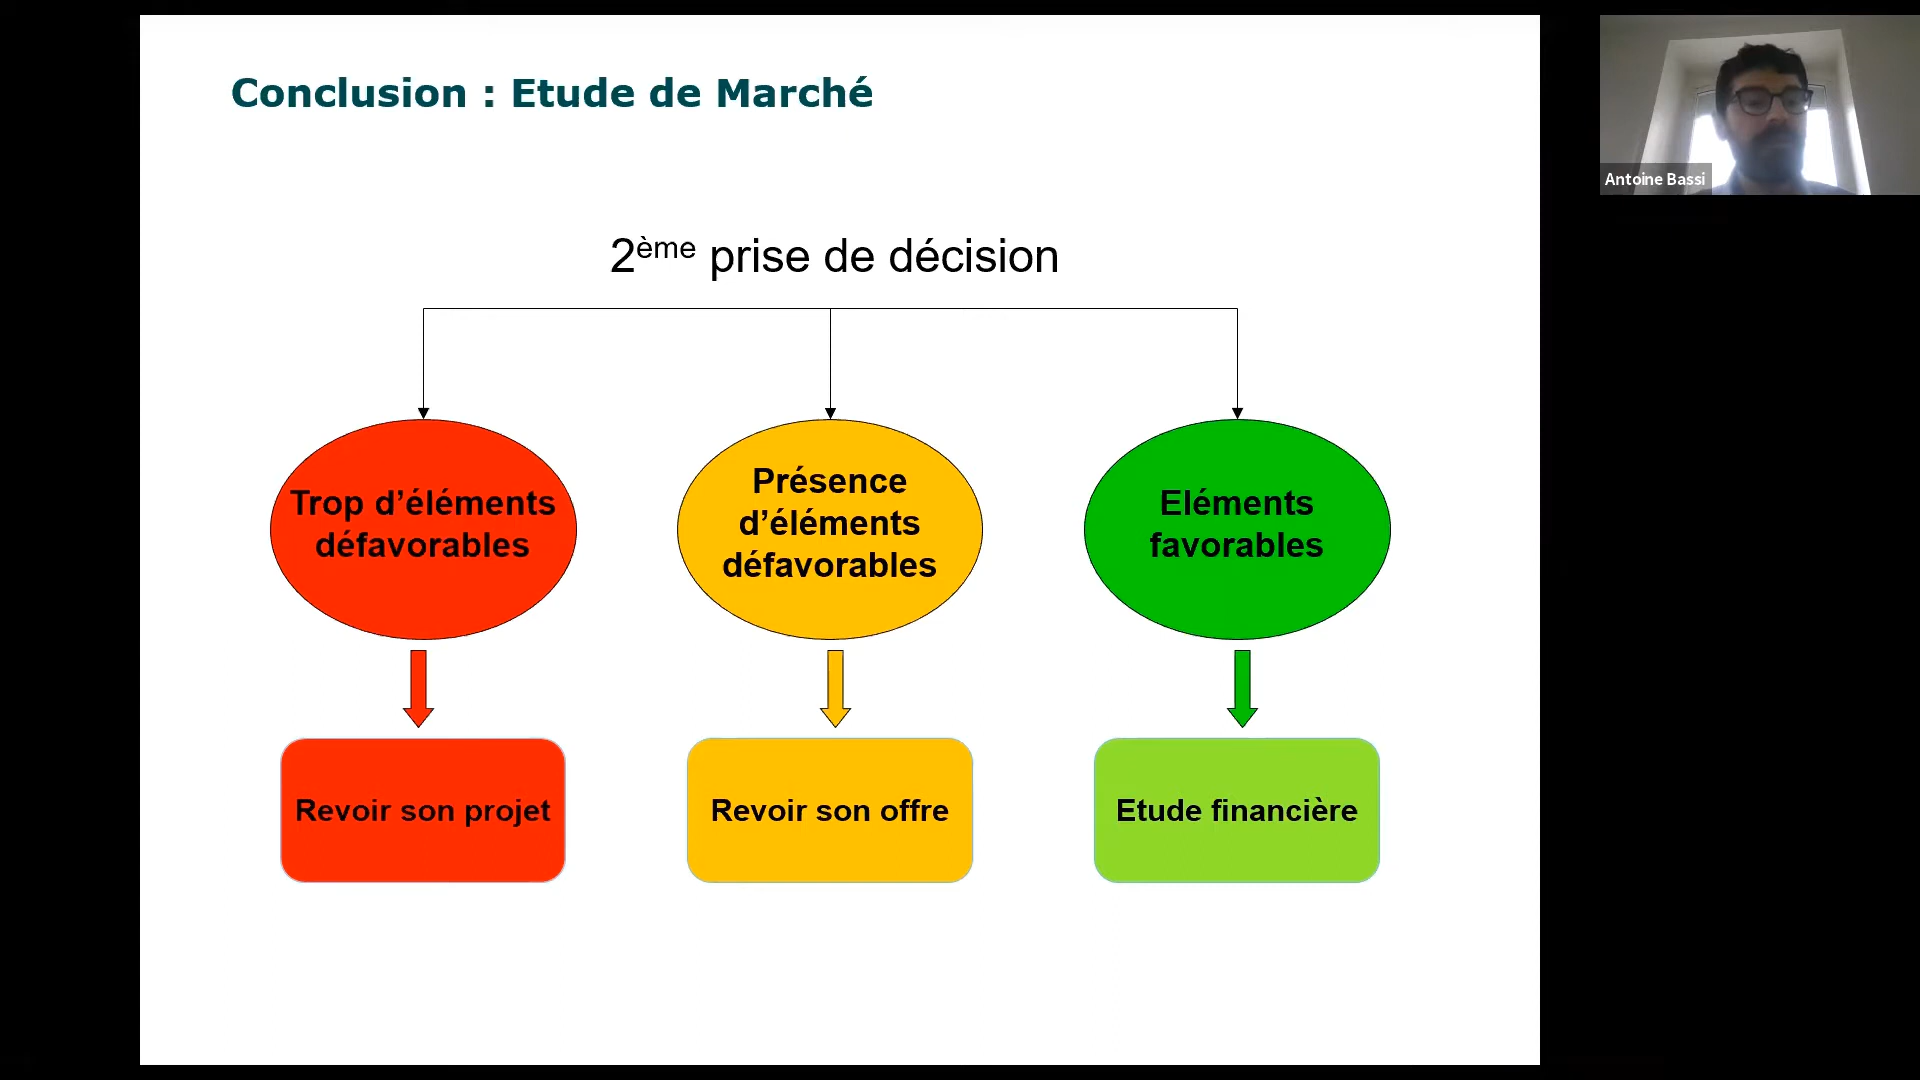 Conclusion : Etude de Marché
Antoine Bassi
2ème prise de décision
Trop d’éléments
défavorables
Présence
d’éléments
défavorables
Eléments
favorables
Revoir son projet
Revoir son offre
Etude financière